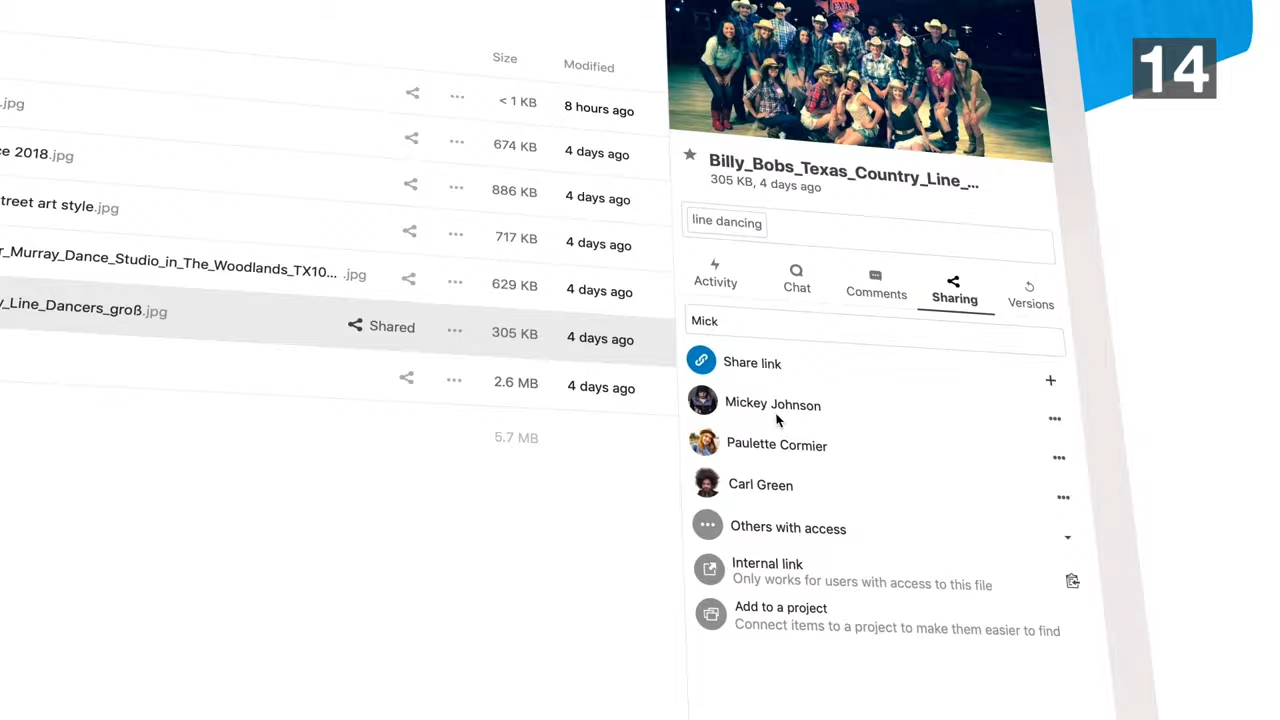 TEXAS
14
Size
Modified
.jpg
< 1 KB
8 hours ago
ce 2018.jpg
674 KB
4 days ago
treet art style.jpg
886 KB
4 days ago
717 KB
4 days ago
r_Murray_Dance_Studio_in_The_Woodlands_TX10... .jpg
629 KB
4 days ago
y_Line_Dancers_groß.jpg
Shared
305 KB
4 days ago
2.6 MB
4 days ago
5.7 MB
Billy_Bobs_Texas_Country_Line_...
305 KB, 4 days ago
line dancing
Activity
Chat
Comments
Sharing
Versions
Mick
Share link
Mickey Johnson
Paulette Cormier
Carl Green
Others with access
Internal link
Only works for users with access to this file
Add to a project
Connect items to a project to make them easier to find